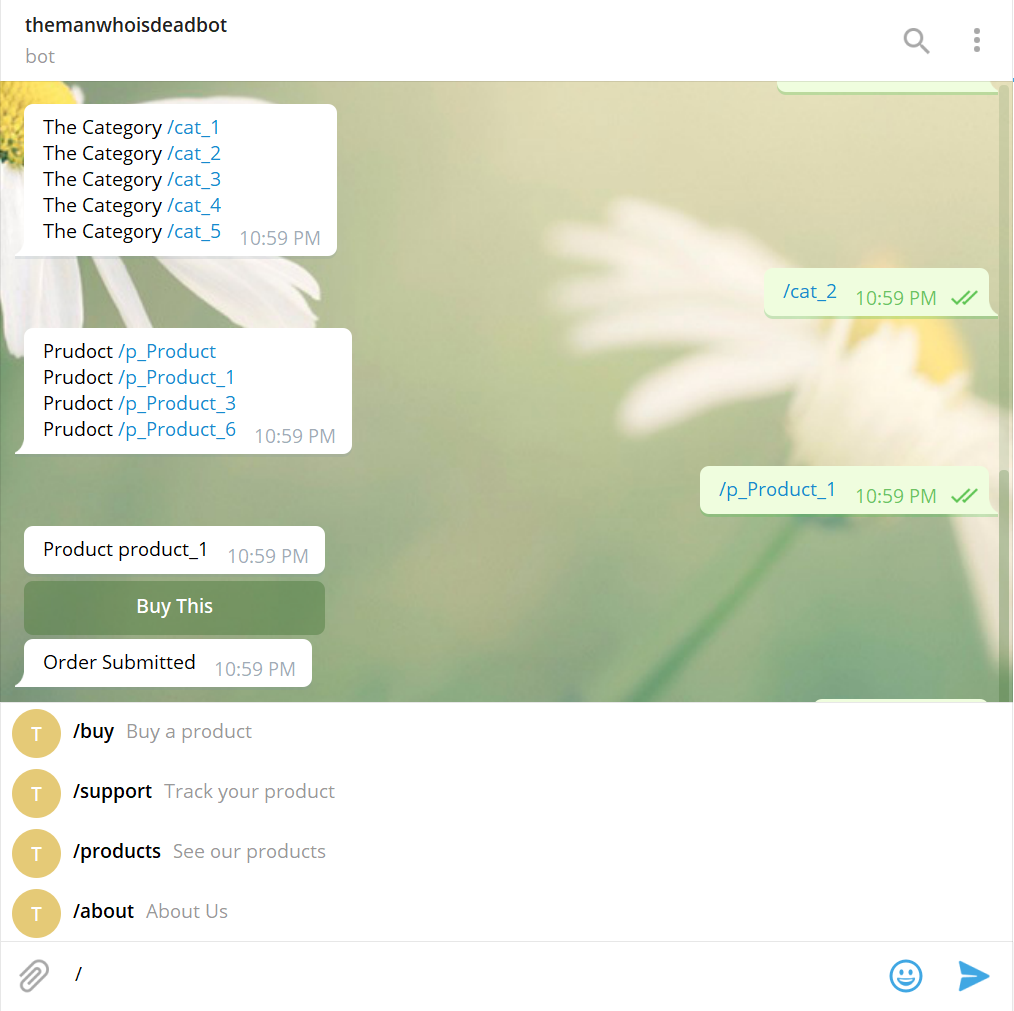 themanwhoisdeadbot
bot
The Category /cat_1
The Category /cat_2
The Category /cat_3
The Category /cat_4
The Category /cat_5 10:59 PM
/cat_2 10:59 PM
Prudoct /p_Product
Prudoct /p_Product_1
Prudoct /p_Product_3
Prudoct /p_Product_6 10:59 PM
/p_Product_1 10:59 PM
Product product_1 10:59 PM
Buy This
Order Submitted 10:59 PM
T /buy Buy a product
T /support Track your product
T /products See our products
T /about About Us
/